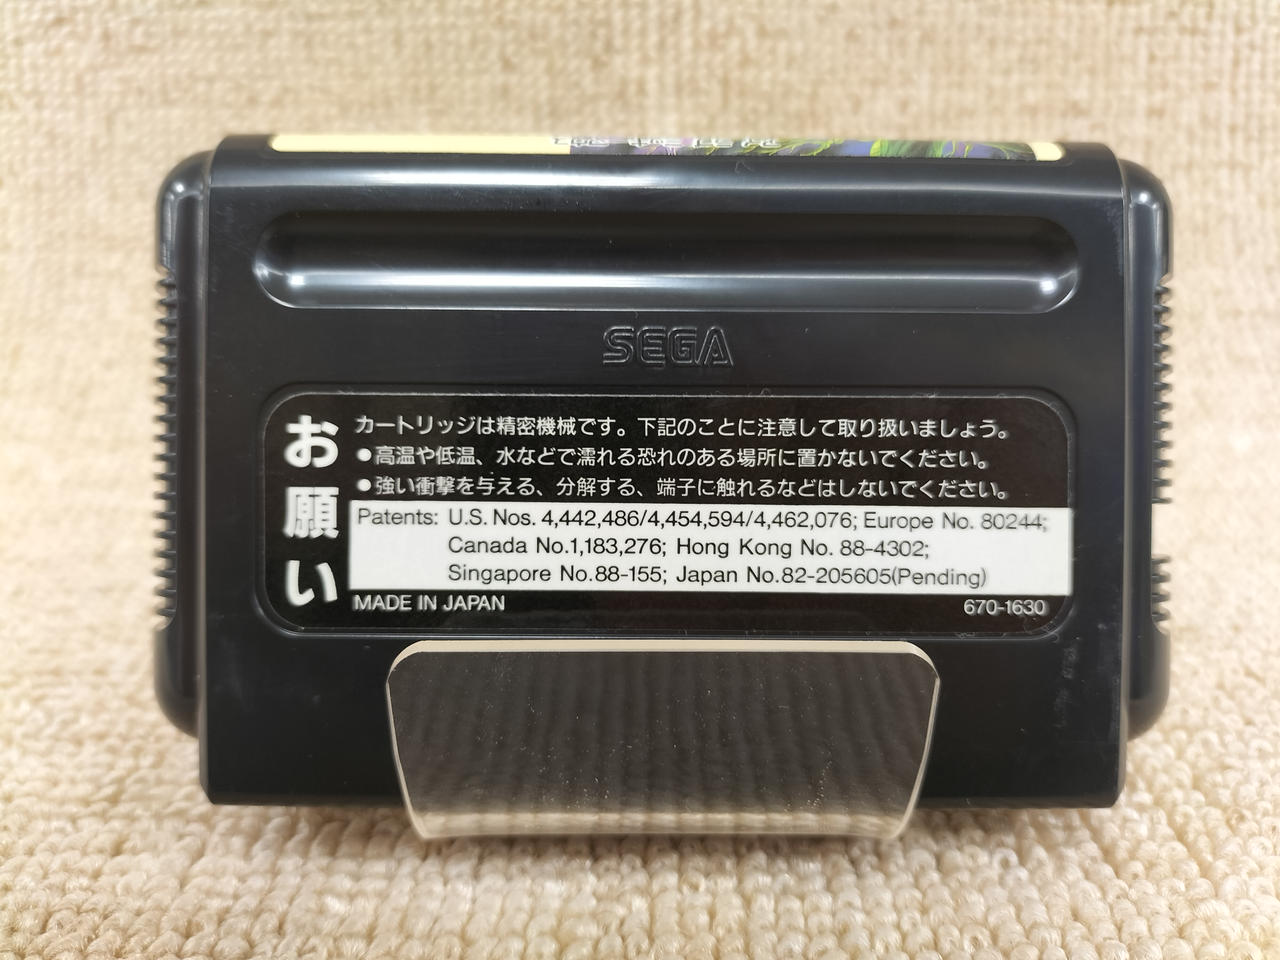 SEGA
お願い
カートリッジは精密機械です。下記のことに注意して取り扱いましょう。
●高温や低温、水などで濡れる恐れのある場所に置かないでください。
●強い衝撃を与える、分解する、端子に触れるなどはしないでください。
Patents: U.S. Nos. 4,442,486/4,454,594/4,462,076; Europe No. 80244;
Canada No.1,183,276; Hong Kong No. 88-4302;
Singapore No.88-155; Japan No.82-205605(Pending)
MADE IN JAPAN
670-1630